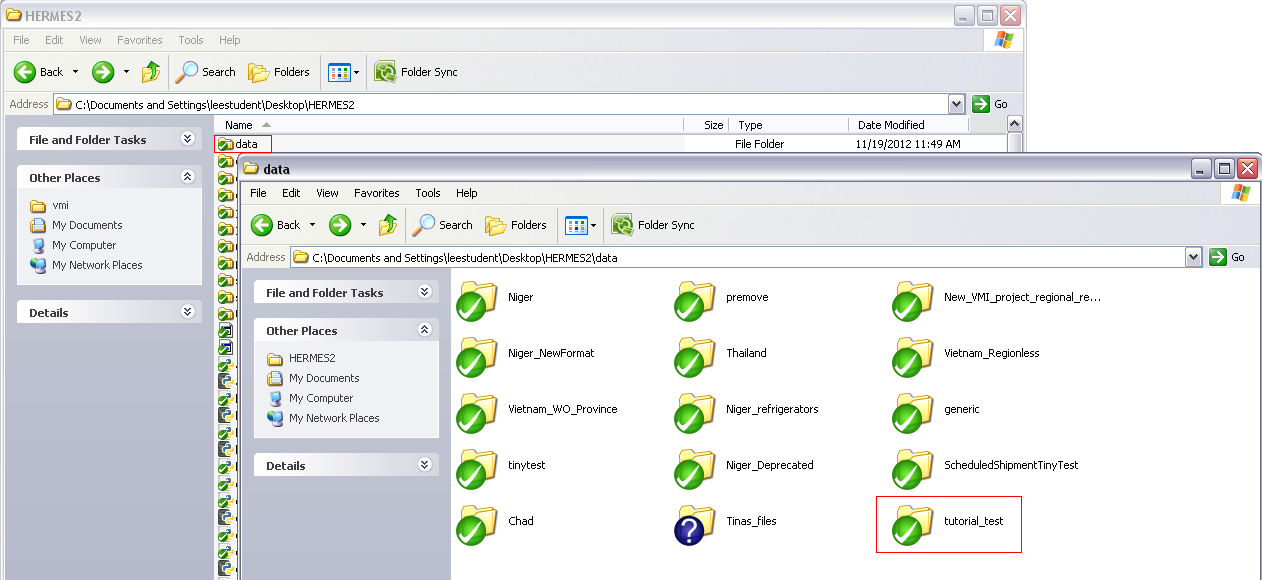 HERMES2
File Edit View Favorites Tools Help
Back Search Folders Folder Sync
Address C:\Documents and Settings\leestudent\Desktop\HERMES2 Go
Name Size Type Date Modified
data File Folder 11/19/2012 11:49 AM
File and Folder Tasks
Other Places
vmi
My Documents
My Computer
My Network Places
Details
data
File Edit View Favorites Tools Help
Back Search Folders Folder Sync
Address C:\Documents and Settings\leestudent\Desktop\HERMES2\data Go
File and Folder Tasks
Other Places
HERMES2
My Documents
My Computer
My Network Places
Details
Niger premove New_VMI_project_regional_re...
Niger_NewFormat Thailand Vietnam_Regionless
Vietnam_WO_Province Niger_refrigerators generic
tinytest Niger_Deprecated ScheduledShipmentTinyTest
Chad Tinas_files tutorial_test